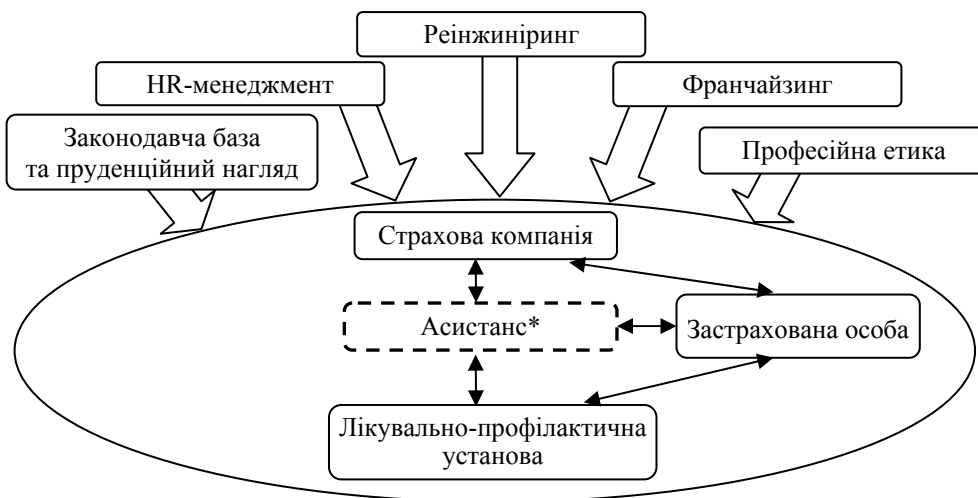 Реінжиніринг
HR-менеджмент
Франчайзинг
Законодавча база
та пруденційний нагляд
Професійна етика
Страхова компанія
Асистанс*
Застрахована особа
Лікувально-профілактична
установа